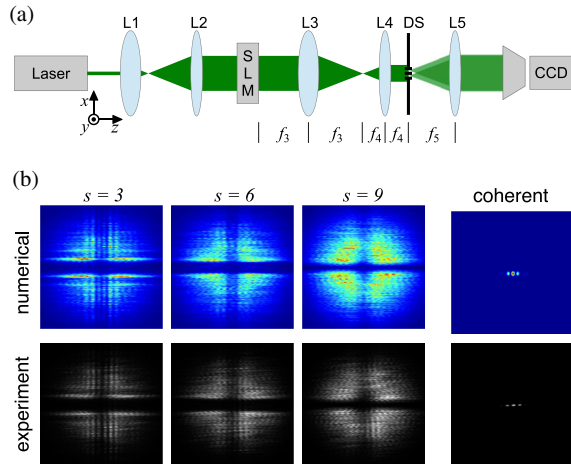 (a)
L1 L2 L3 L4 DS L5
Laser
SLM
CCD
x
y z
f3 f3 f4 f4 f5
(b)
s = 3 s = 6 s = 9 coherent
numerical
experiment